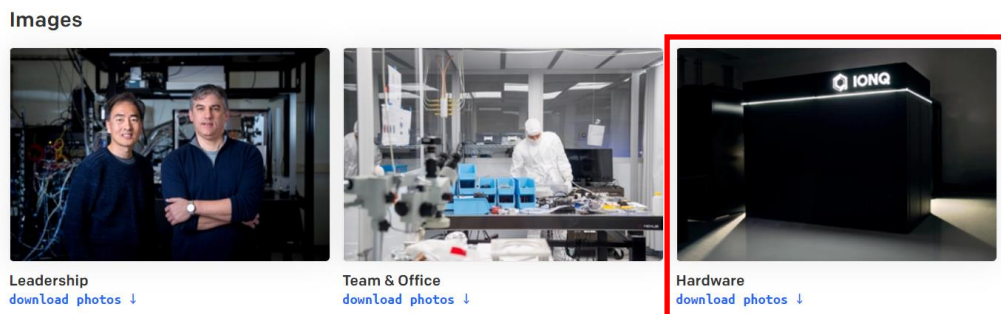 Images
IONQ
Leadership
download photos ↓
Team & Office
download photos ↓
Hardware
download photos ↓